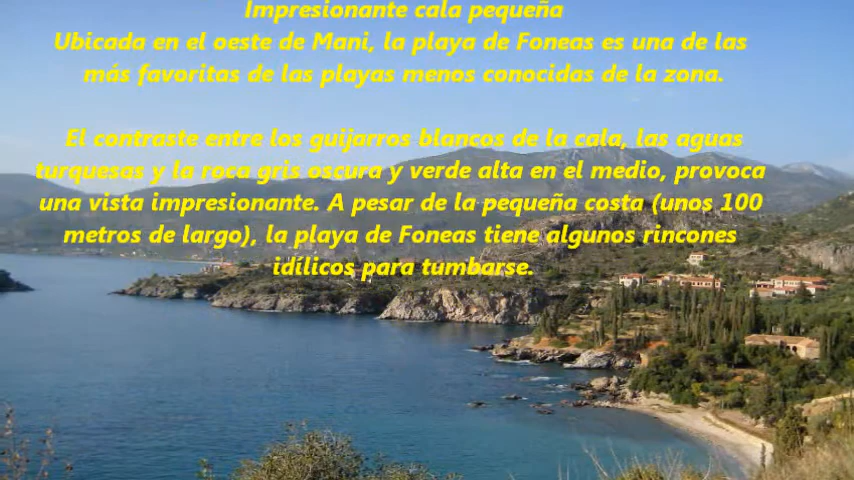 Impresionante cala pequeña
Ubicada en el oeste de Mani, la playa de Foneas es una de las
más favoritas de las playas menos conocidas de la zona.
El contraste entre los guijarros blancos de la cala, las aguas
turquesas y la roca gris oscura y verde alta en el medio, provoca
una vista impresionante. A pesar de la pequeña costa (unos 100
metros de largo), la playa de Foneas tiene algunos rincones
idílicos para tumbarse.